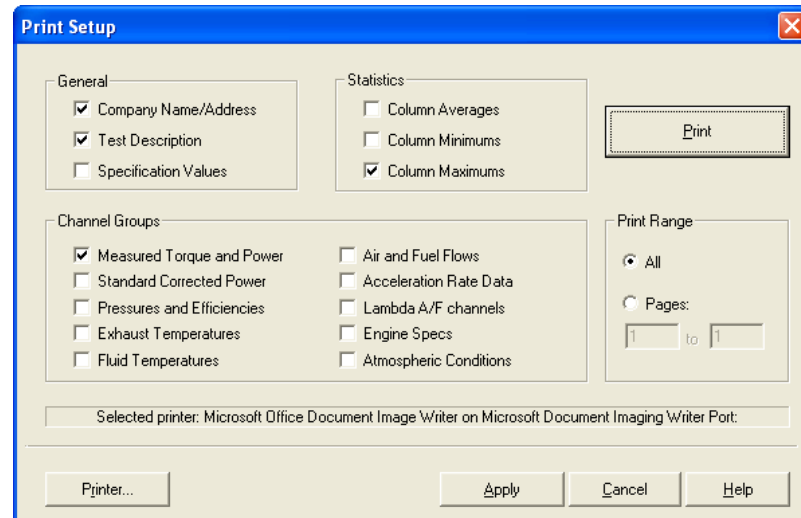 Print Setup
General
Company Name/Address
Test Description
Specification Values
Statistics
Column Averages
Column Minimums
Column Maximums
Print
Channel Groups
Measured Torque and Power
Standard Corrected Power
Pressures and Efficiencies
Exhaust Temperatures
Fluid Temperatures
Air and Fuel Flows
Acceleration Rate Data
Lambda A/F channels
Engine Specs
Atmospheric Conditions
Print Range
All
Pages:
1 to 1
Selected printer: Microsoft Office Document Image Writer on Microsoft Document Imaging Writer Port:
Printer...
Apply
Cancel
Help